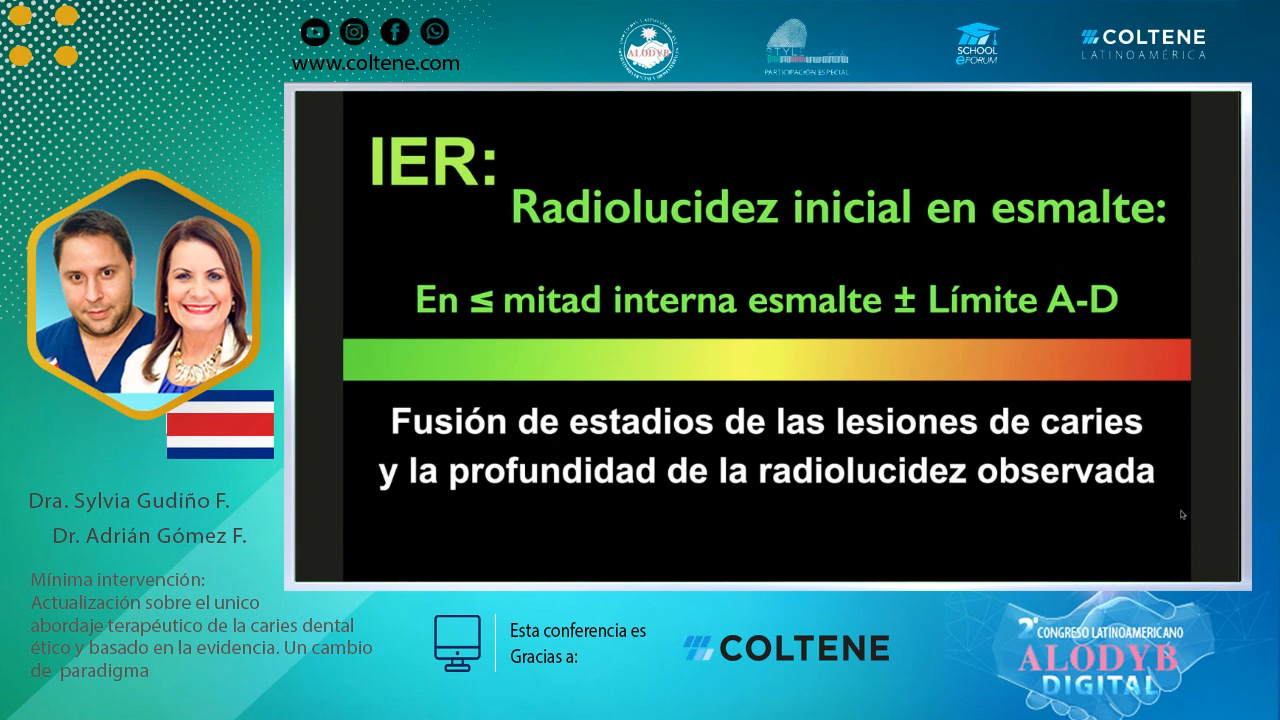 www.coltene.com
ALODYB
PARTICIPACIÓN ESPECIAL
SCHOOL
eFORUM
COLTENE
LATINOAMÉRICA
IER:
Radiolucidez inicial en esmalte:
En ≤ mitad interna esmalte ± Límite A-D
Fusión de estadios de las lesiones de caries
y la profundidad de la radiolucidez observada
Dra. Sylvia Gudiño F.
Dr. Adrián Gómez F.
Mínima intervención:
Actualización sobre el unico
abordaje terapéutico de la caries dental
ético y basado en la evidencia. Un cambio
de paradigma
Esta conferencia es
Gracias a:
COLTENE
2º CONGRESO LATINOAMERICANO
ALODYB
DIGITAL